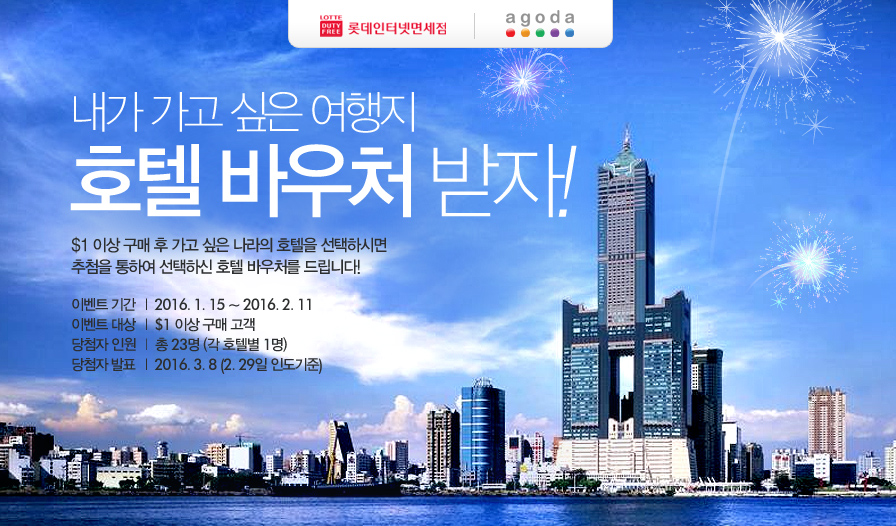 LOTTE
DUTY
FREE
롯데인터넷면세점
agoda
내가 가고 싶은 여행지
호텔 바우처 받자!
$1 이상 구매 후 가고 싶은 나라의 호텔을 선택하시면
추첨을 통하여 선택하신 호텔 바우처를 드립니다!
이벤트 기간 | 2016. 1. 15 ~ 2016. 2. 11
이벤트 대상 | $1 이상 구매 고객
당첨자 인원 | 총 23명 (각 호텔별 1명)
당첨자 발표 | 2016. 3. 8 (2. 29일 인도기준)